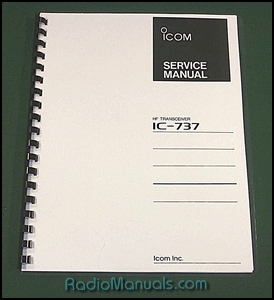 ICOM
SERVICE
MANUAL
HF TRANSCEIVER
IC-737
Icom Inc.
RadioManuals.com